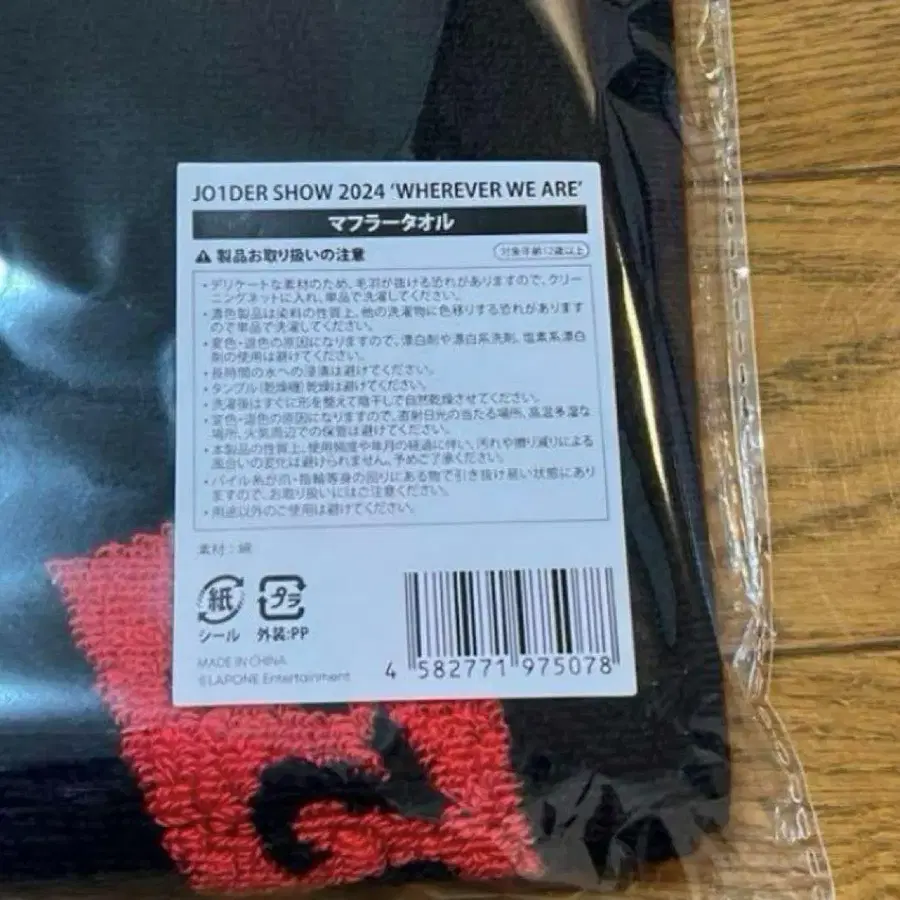 JO1DER SHOW 2024 ‘WHEREVER WE ARE’
マフラータオル
製品お取り扱いの注意
対象年齢12歳以上
・デリケートな素材のため、毛羽が抜ける恐れがありますので、クリー
ニングネットに入れ、単品で洗濯してください。
・濃色製品は染料の性質上、他の洗濯物に色移りする恐れがあります
ので単品で洗濯してください。
・変色・退色の原因になりますので、漂白剤や漂白系洗剤、塩素系漂白
剤の使用は避けてください。
・長時間の水への浸漬は避けてください。
・タンブル(乾燥機)乾燥は避けてください。
・洗濯後はすぐに形を整えて陰干しで自然乾燥させてください。
・変色・退色の原因になりますので、直射日光の当たる場所、高温多湿な
場所、火気周辺での保管は避けてください。
・本製品の性質上、使用頻度や年月の経過に伴い、汚れや擦り減りによる
風合いの変化は避けられません。予めご了承ください。
・パイル糸が爪・指輪等身の回りにある物で引き抜け易い状態にあり
ますので、お取り扱いにはご注意ください。
・用途以外のご使用は避けてください。
素材：綿
紙
シール
プラ
外装:PP
MADE IN CHINA
©LAPONE Entertainment
4 582771 975078